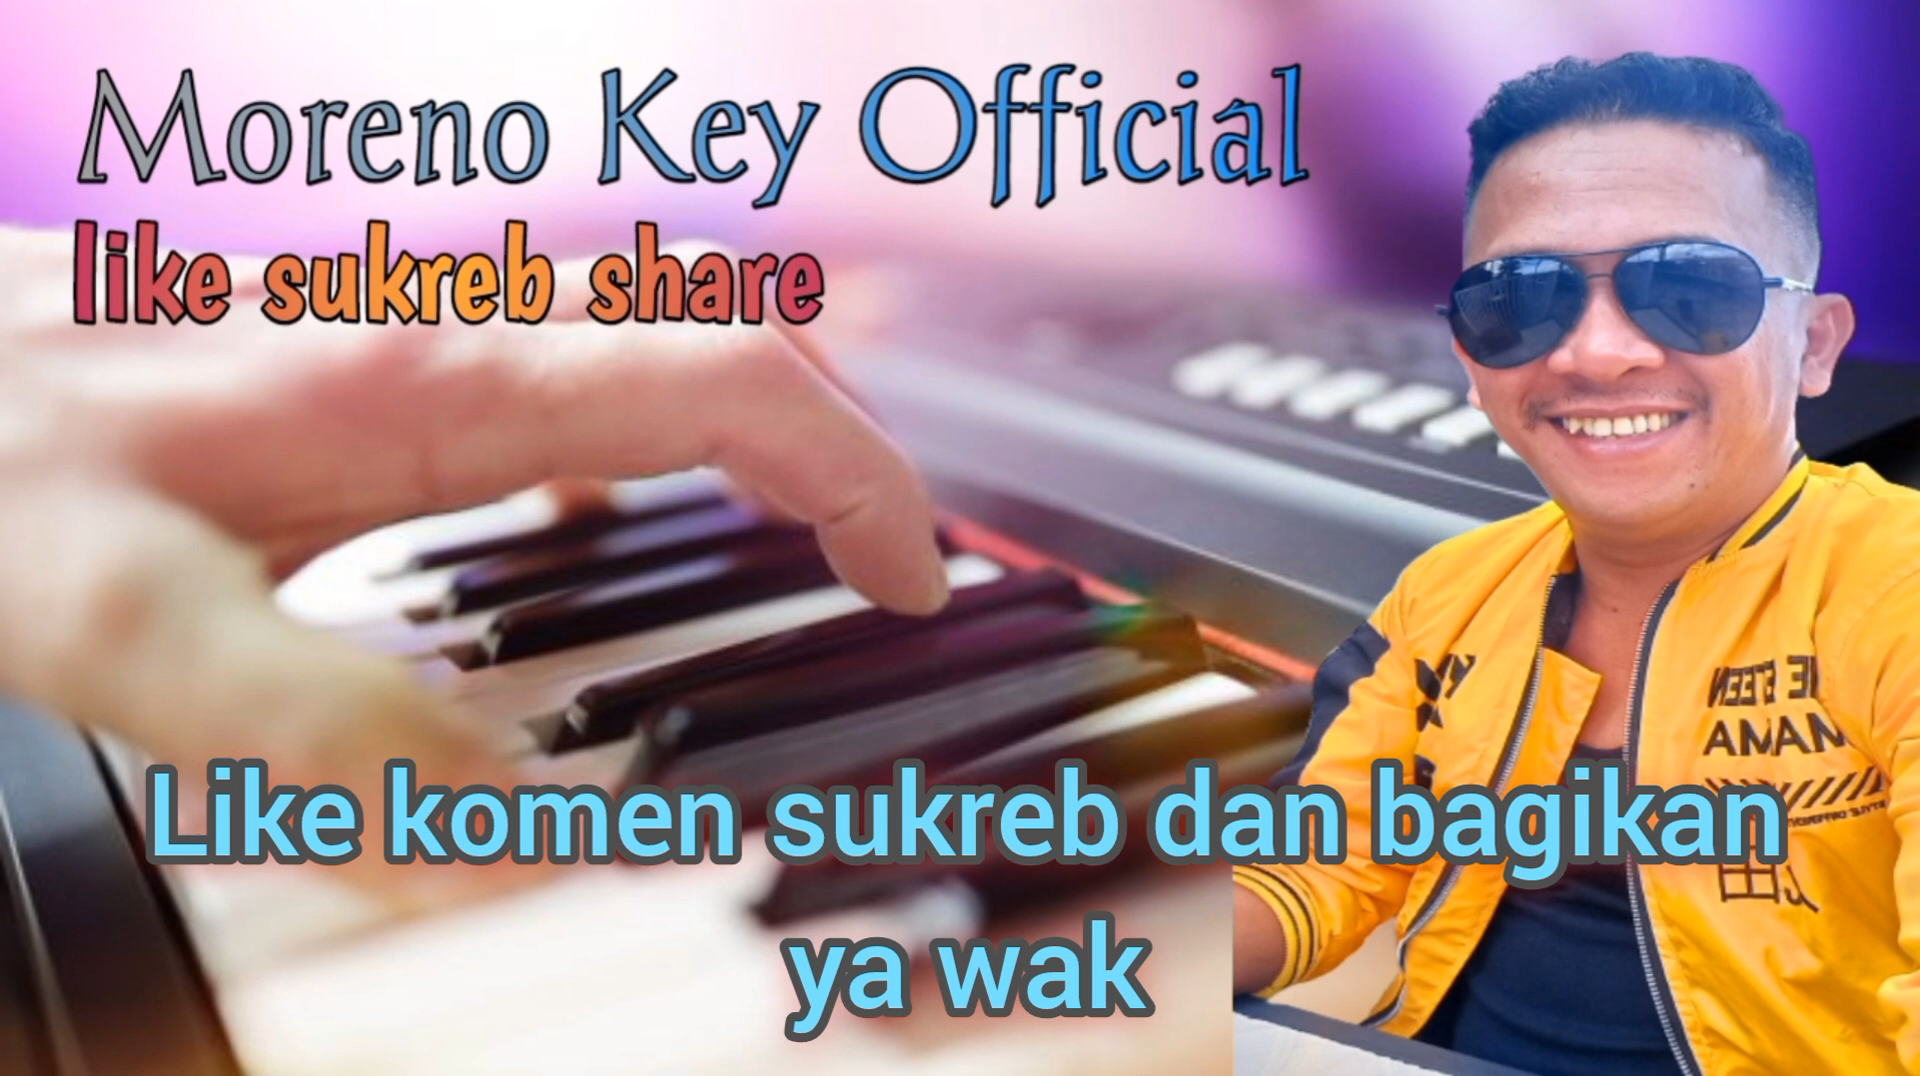 Moreno Key Official
like sukreb share
Like komen sukreb dan bagikan
ya wak